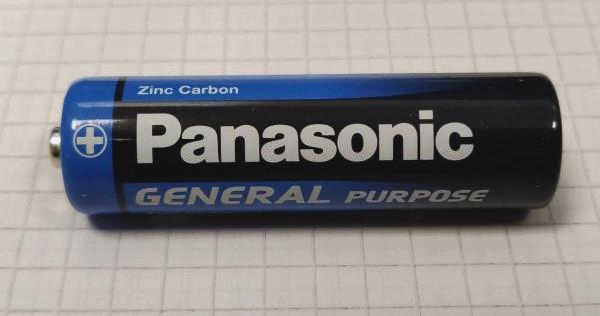 Zinc Carbon
Panasonic
GENERAL PURPOSE